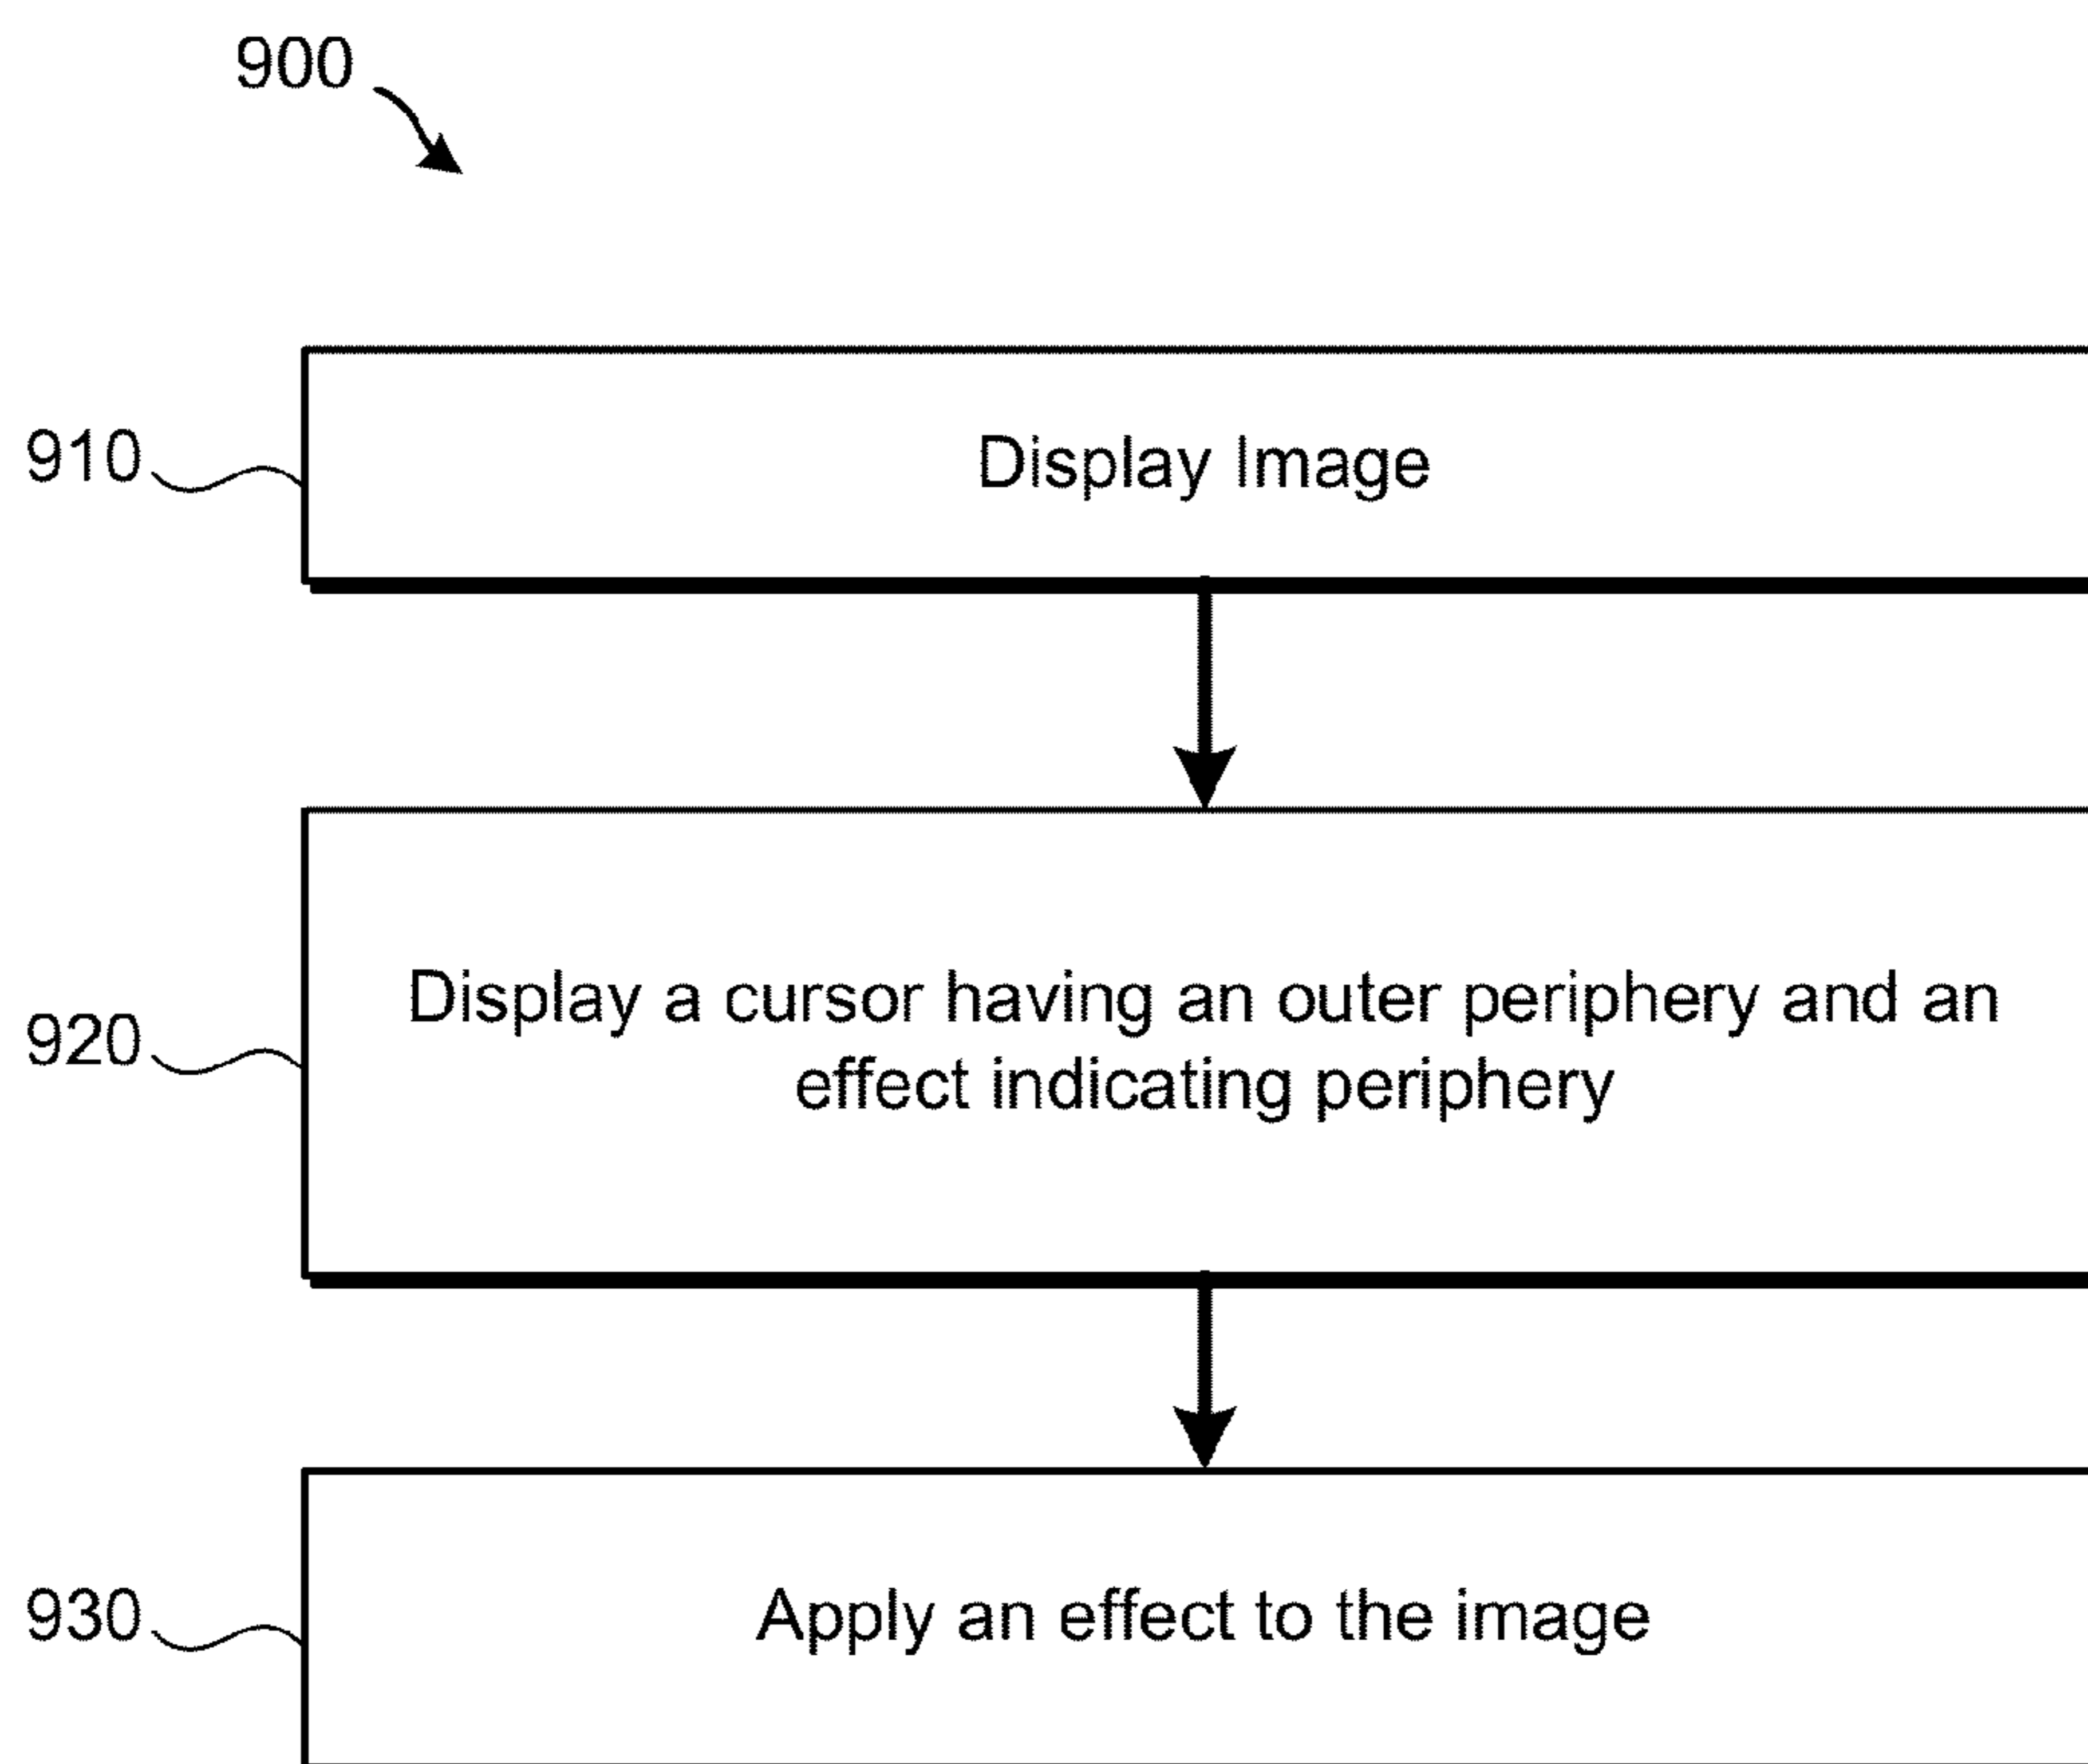 900
910
Display Image
920
Display a cursor having an outer periphery and an
effect indicating periphery
930
Apply an effect to the image